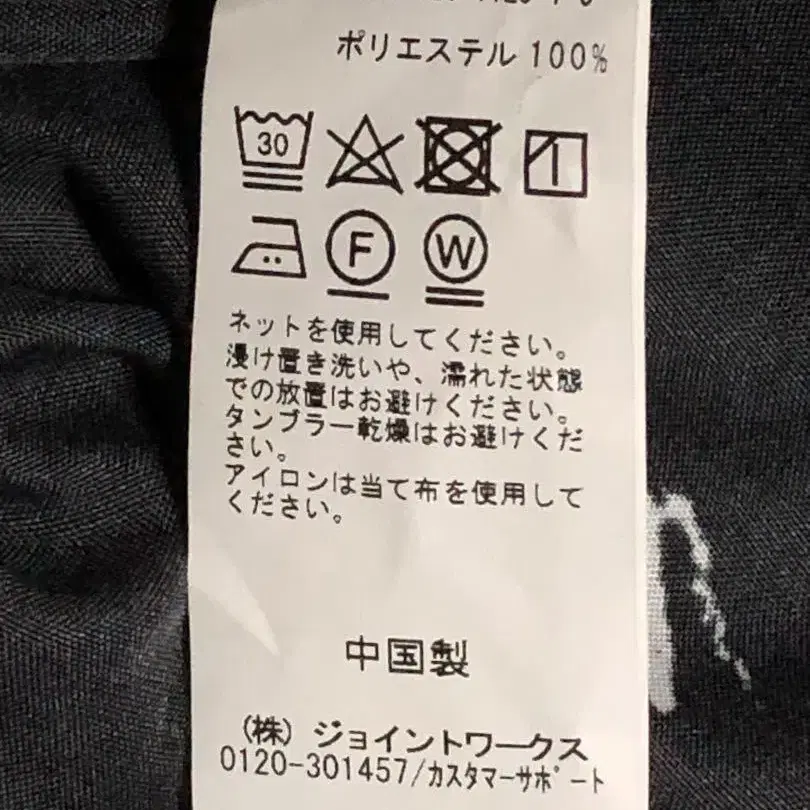 ポリエステル 100%
30
F
W
ネットを使用してください。
浸け置き洗いや、濡れた状態
での放置はお避けください。
タンブラー乾燥はお避けくだ
さい。
アイロンは当て布を使用して
ください。
中国製
(株) ジョイントワークス
0120-301457/カスタマーサポート